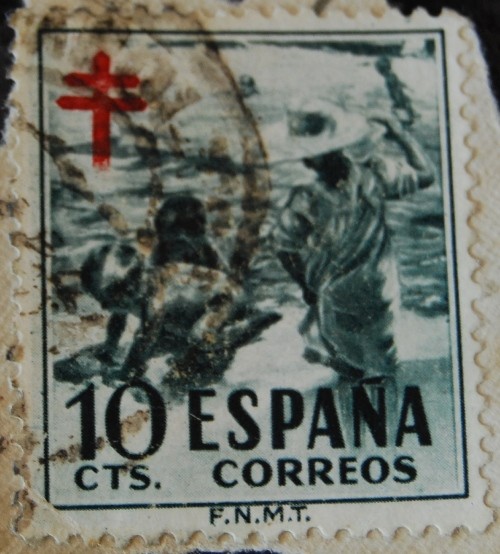 10 ESPAÑA
CTS. CORREOS
F.N.M.T.